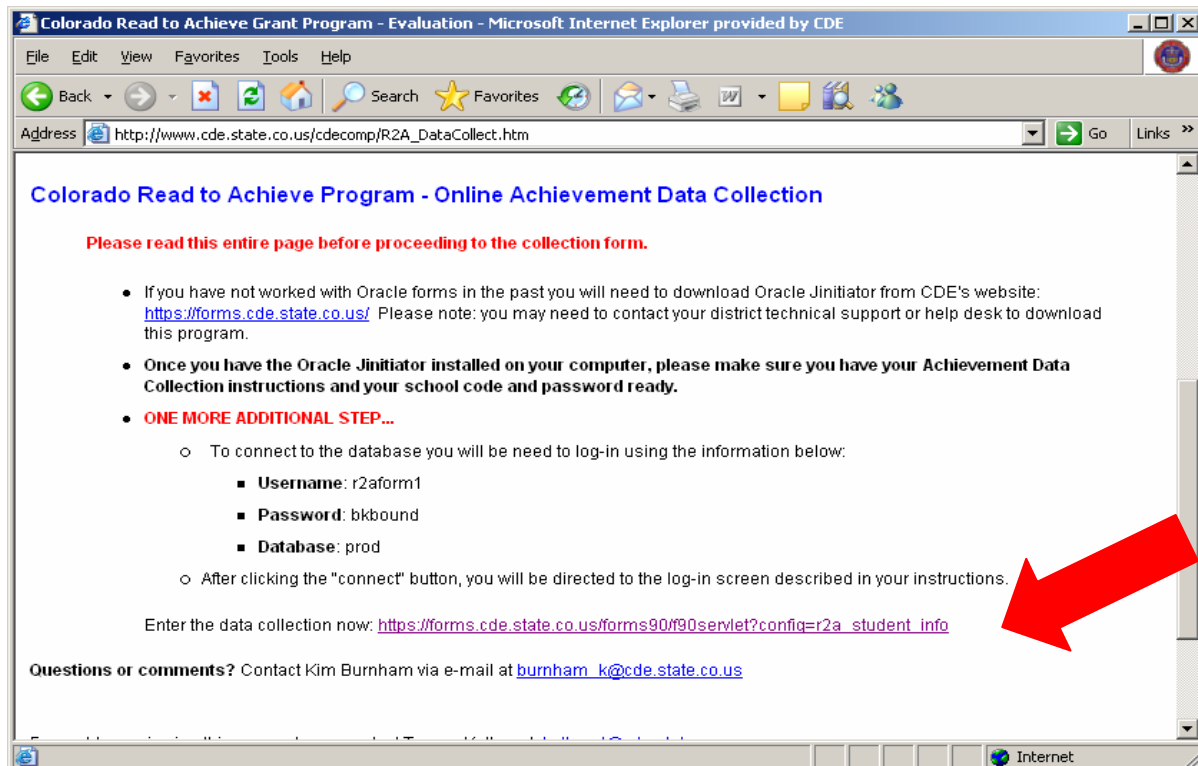 Colorado Read to Achieve Grant Program - Evaluation - Microsoft Internet Explorer provided by CDE
File Edit View Favorites Tools Help
Back Search Favorites
Address http://www.cde.state.co.us/cdecomp/R2A_DataCollect.htm Go Links »
Colorado Read to Achieve Program - Online Achievement Data Collection
Please read this entire page before proceeding to the collection form.
• If you have not worked with Oracle forms in the past you will need to download Oracle Jinitiator from CDE's website:
https://forms.cde.state.co.us/ Please note: you may need to contact your district technical support or help desk to download
this program.
• Once you have the Oracle Jinitiator installed on your computer, please make sure you have your Achievement Data
Collection instructions and your school code and password ready.
• ONE MORE ADDITIONAL STEP...
o To connect to the database you will be need to log-in using the information below:
▪ Username: r2aform1
▪ Password: bkbound
▪ Database: prod
o After clicking the "connect" button, you will be directed to the log-in screen described in your instructions.
Enter the data collection now: https://forms.cde.state.co.us/forms90/f90servlet?config=r2a_student_info
Questions or comments? Contact Kim Burnham via e-mail at burnham_k@cde.state.co.us
Internet